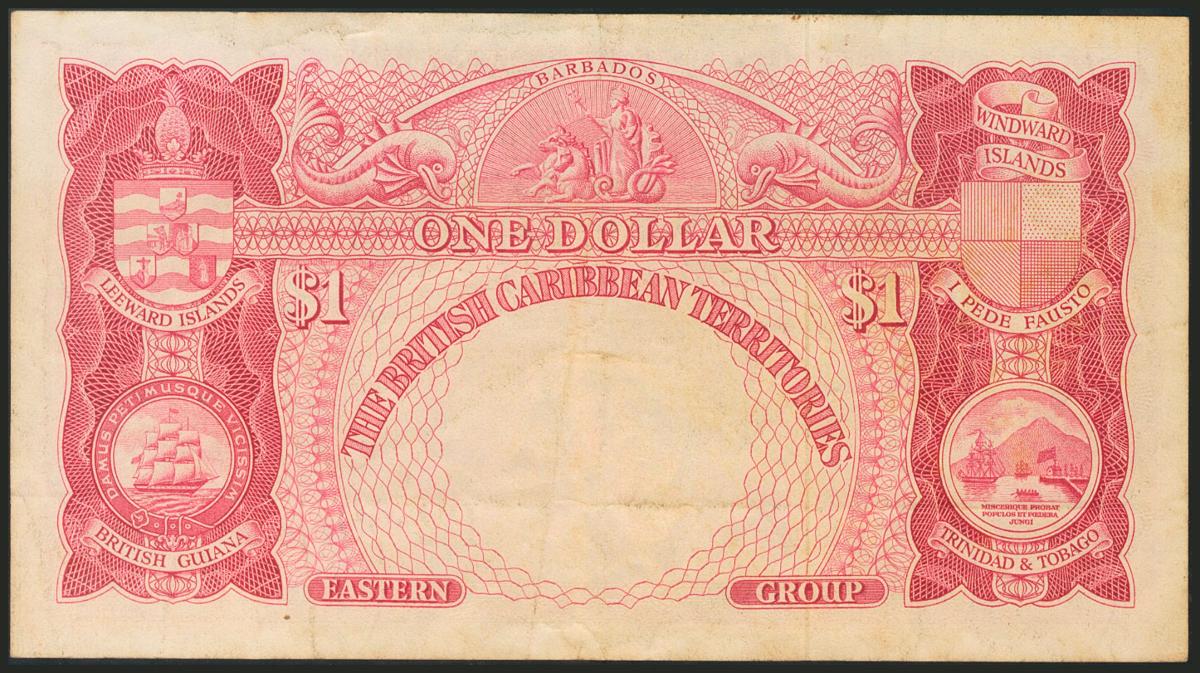 BARBADOS
WINDWARD
ISLANDS
ONE DOLLAR
LEEWARD ISLANDS
$1
THE BRITISH CARIBBEAN TERRITORIES
$1
I PEDE FAUSTO
DAMUS PETIMUSQUE VICISSIM
BRITISH GUIANA
MISCERIQUE PROBAT
POPULOS ET FŒDERA
JUNGI
TRINIDAD & TOBAGO
EASTERN
GROUP